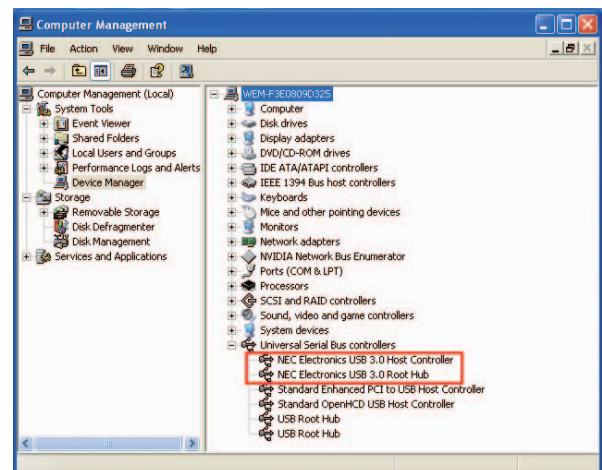 Computer Management
File Action View Window Help
Computer Management (Local)
System Tools
Event Viewer
Shared Folders
Local Users and Groups
Performance Logs and Alerts
Device Manager
Storage
Removable Storage
Disk Defragmenter
Disk Management
Services and Applications
WEM-F3E0809D325
Computer
Disk drives
Display adapters
DVD/CD-ROM drives
IDE ATA/ATAPI controllers
IEEE 1394 Bus host controllers
Keyboards
Mice and other pointing devices
Monitors
Network adapters
NVIDIA Network Bus Enumerator
Ports (COM & LPT)
Processors
SCSI and RAID controllers
Sound, video and game controllers
System devices
Universal Serial Bus controllers
NEC Electronics USB 3.0 Host Controller
NEC Electronics USB 3.0 Root Hub
Standard Enhanced PCI to USB Host Controller
Standard OpenHCD USB Host Controller
USB Root Hub
USB Root Hub